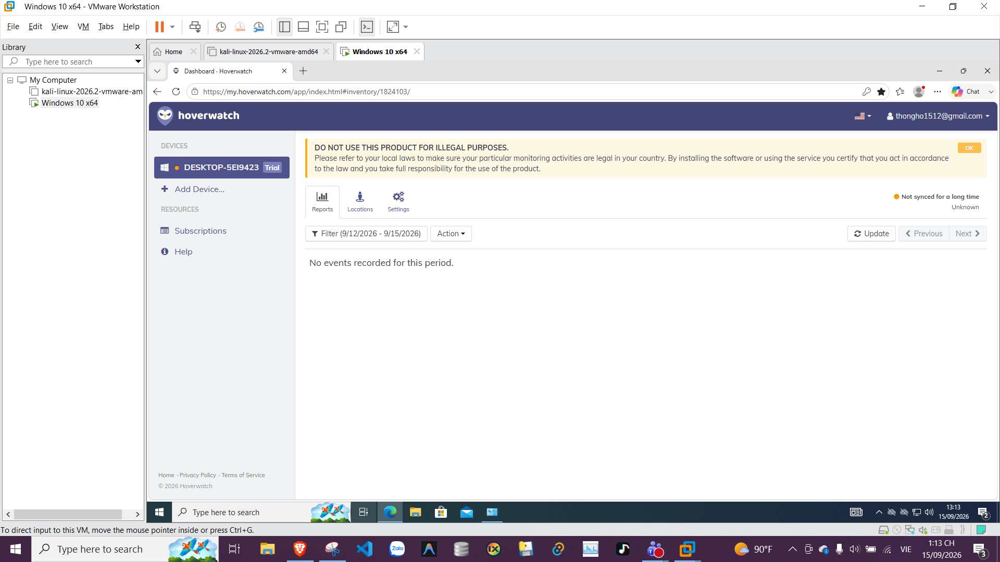 Windows 10 x64 - VMware Workstation
File Edit View VM Tabs Help
Library
Type here to search
My Computer
kali-linux-2026.2-vmware-am
Windows 10 x64
Home
kali-linux-2026.2-vmware-amd64
Windows 10 x64
Dashboard · Hoverwatch
https://my.hoverwatch.com/app/index.html#inventory/1824103/
Chat
hoverwatch
thongho1512@gmail.com
DEVICES
DESKTOP-5EI9423 Trial
Add Device...
RESOURCES
Subscriptions
Help
DO NOT USE THIS PRODUCT FOR ILLEGAL PURPOSES.
OK
Please refer to your local laws to make sure your particular monitoring activities are legal in your country. By installing the software or using the service you certify that you act in accordance
to the law and you take full responsibility for the use of the product.
Reports
Locations
Settings
Not synced for a long time
Unknown
Filter (9/12/2026 - 9/15/2026)
Action
Update
Previous
Next
No events recorded for this period.
Home · Privacy Policy · Terms of Service
© 2026 Hoverwatch
Type here to search
13:13
15/09/2026
2
To direct input to this VM, move the mouse pointer inside or press Ctrl+G.
Type here to search
Zalo
90°F
VIE
1:13 CH
15/09/2026
3